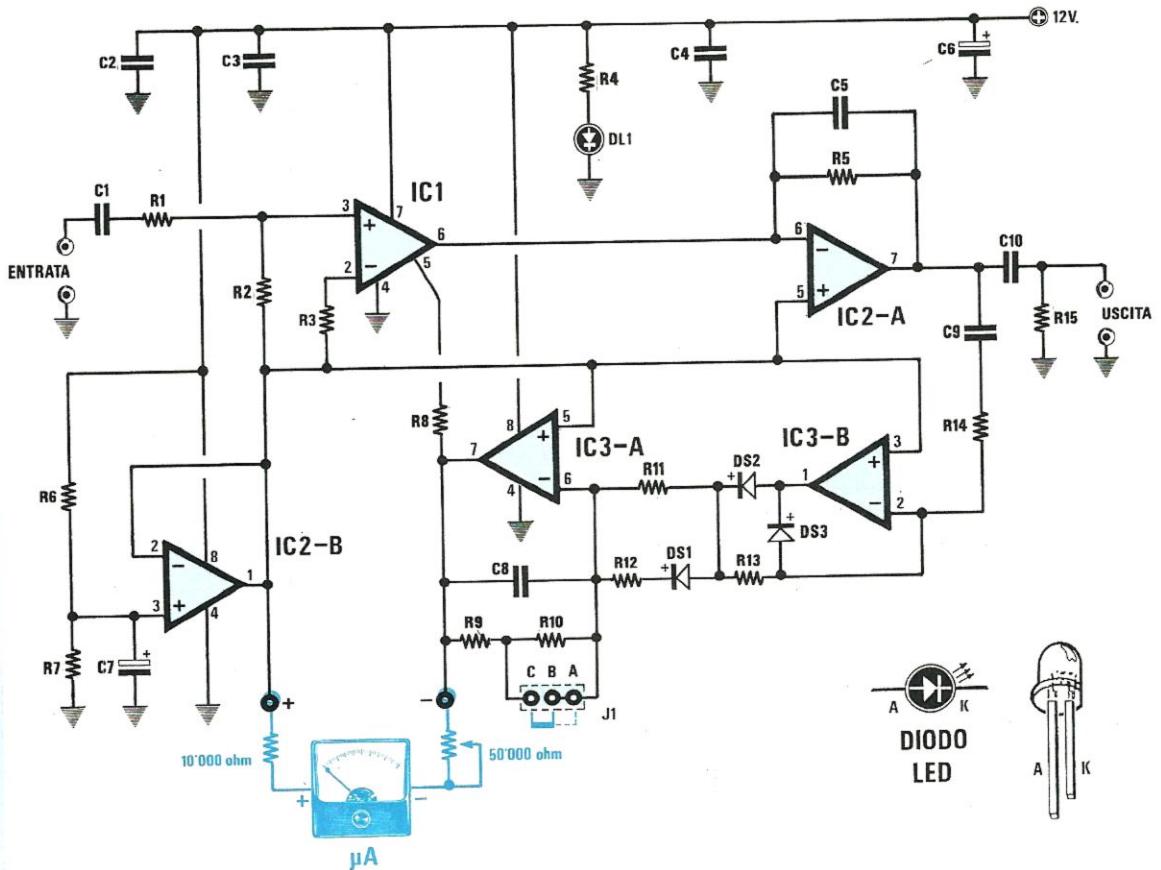 12V.
C2
C3
C4
C6
+
R4
DL1
C5
R5
C1
R1
IC1
3
+
7
6
2
−
5
4
6
−
7
5
+
IC2-A
C10
ENTRATA
R2
R3
C9
R15
USCITA
R8
5
8
+
7
IC3-A
6
4
−
IC3-B
3
+
1
2
−
R14
R11
DS2
+
DS3
+
R6
IC2-B
2
−
8
1
3
+
4
C8
R12
DS1
+
R13
R7
C7
+
R9
R10
C B A
J1
+
−
10'000 ohm
50'000 ohm
+
−
µA
A
K
DIODO
LED
A
K